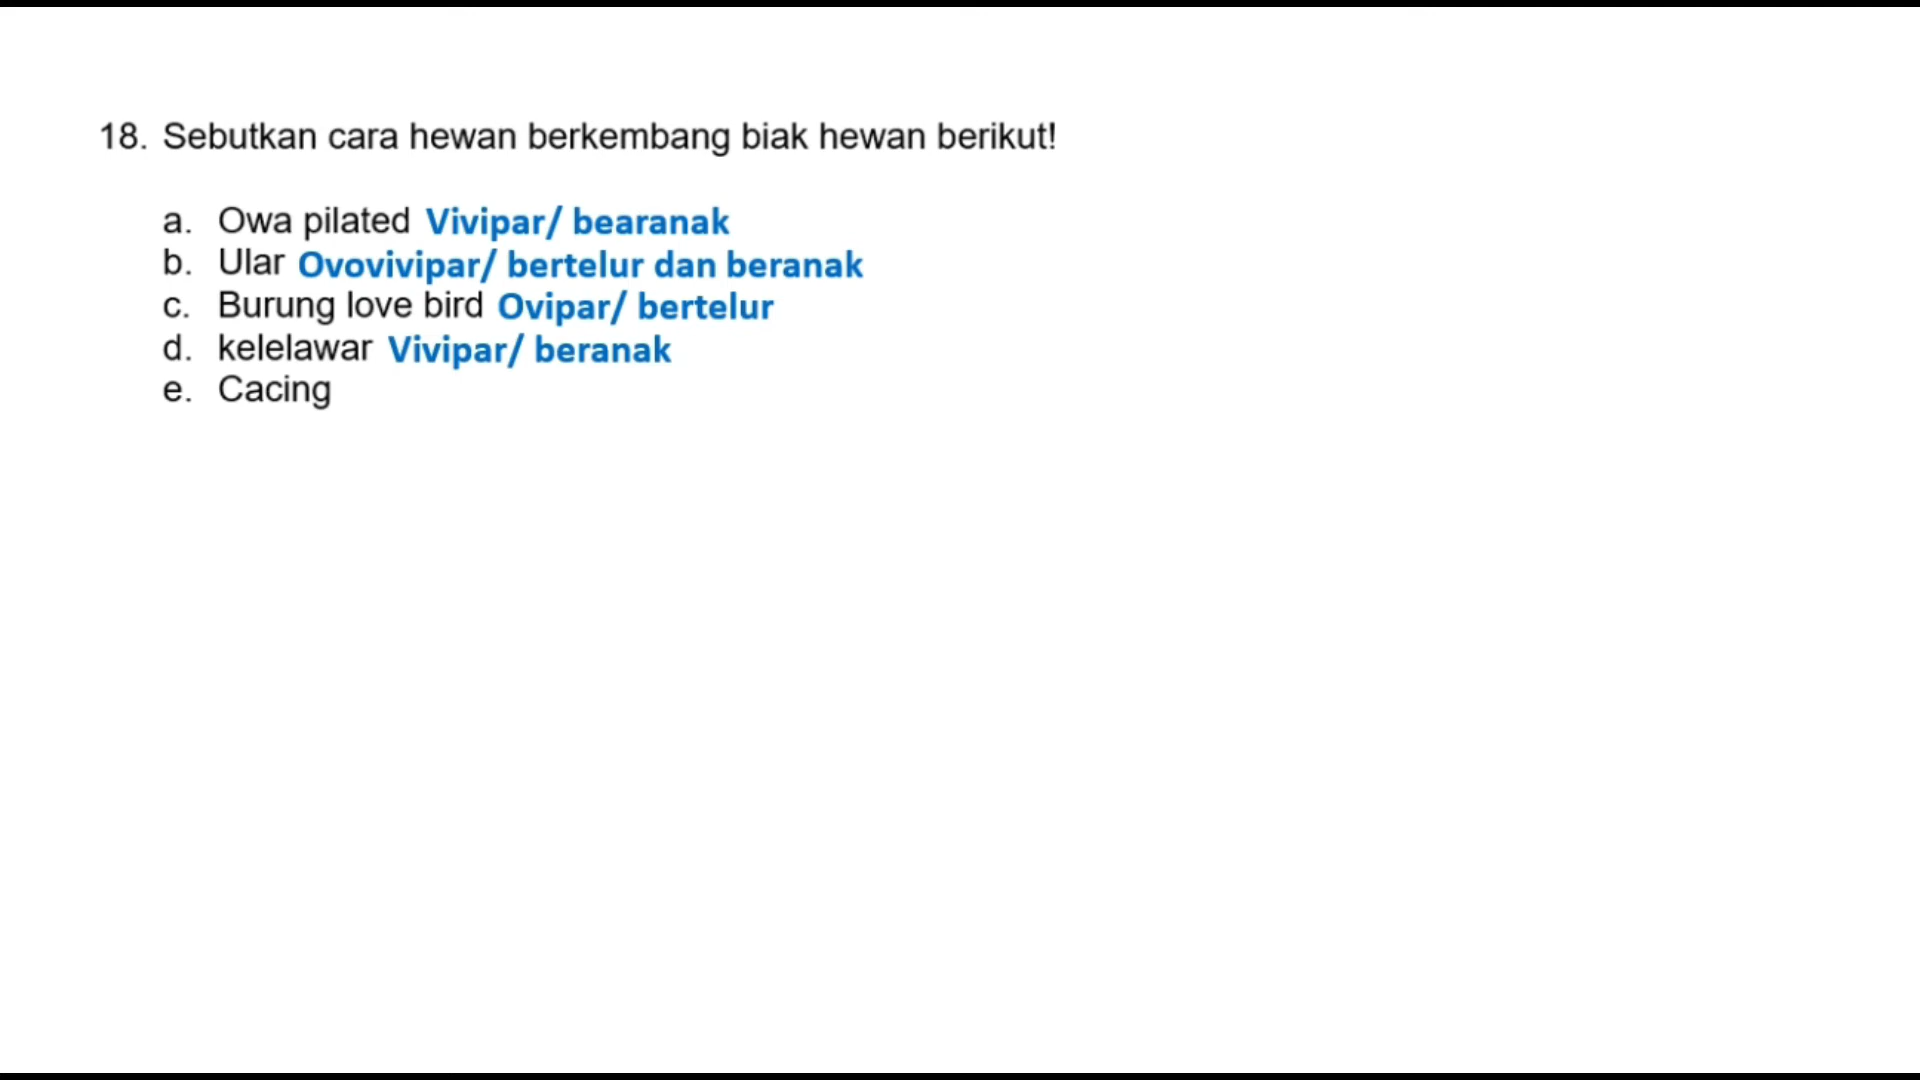 18. Sebutkan cara hewan berkembang biak hewan berikut!
a. Owa pilated Vivipar/ bearanak
b. Ular Ovovivipar/ bertelur dan beranak
c. Burung love bird Ovipar/ bertelur
d. kelelawar Vivipar/ beranak
e. Cacing